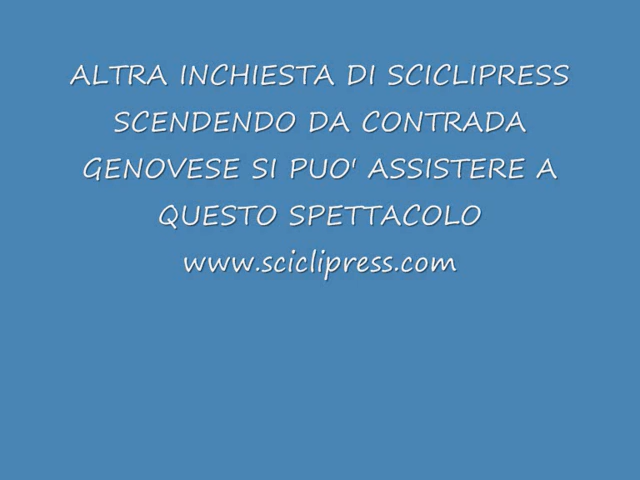 ALTRA INCHIESTA DI SCICLIPRESS
SCENDENDO DA CONTRADA
GENOVESE SI PUO' ASSISTERE A
QUESTO SPETTACOLO
www.sciclipress.com